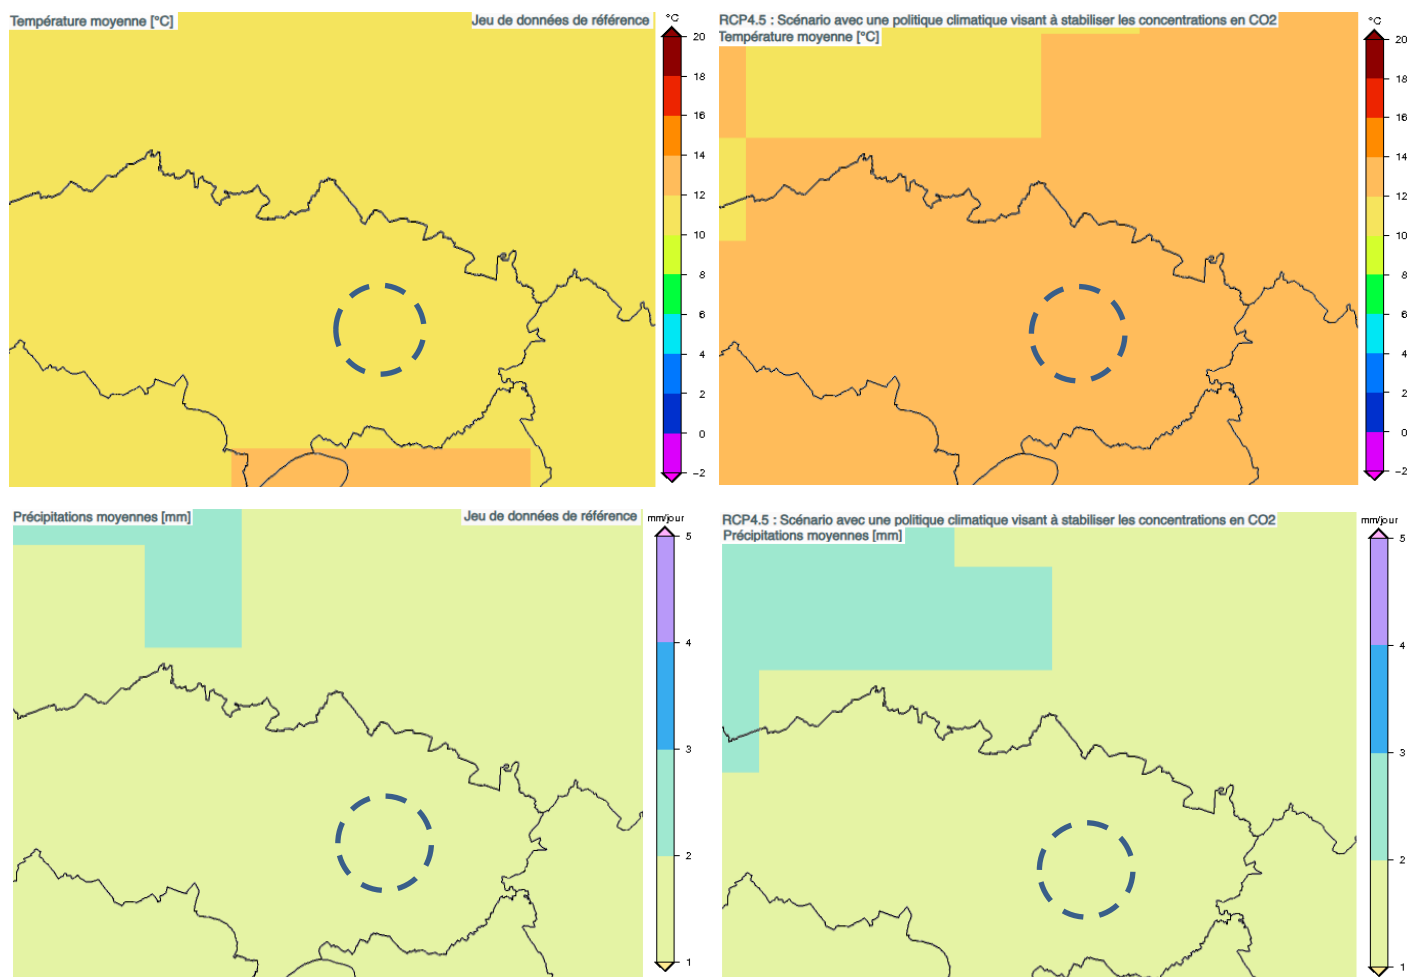 Température moyenne [°C]
Jeu de données de référence
°C
20
18
16
14
12
10
8
6
4
2
0
−2
RCP4.5 : Scénario avec une politique climatique visant à stabiliser les concentrations en CO2
Température moyenne [°C]
°C
20
18
16
14
12
10
8
6
4
2
0
−2
Précipitations moyennes [mm]
Jeu de données de référence
mm/jour
5
4
3
2
1
RCP4.5 : Scénario avec une politique climatique visant à stabiliser les concentrations en CO2
Précipitations moyennes [mm]
mm/jour
5
4
3
2
1